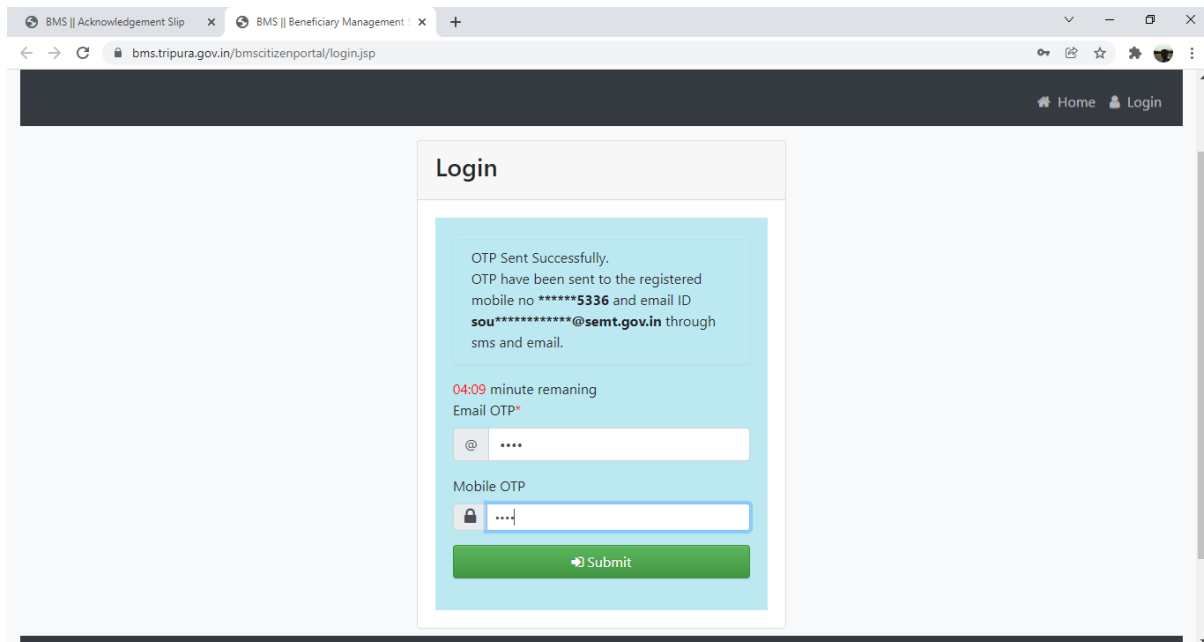 BMS || Acknowledgement Slip
BMS || Beneficiary Management
bms.tripura.gov.in/bmscitizenportal/login.jsp
Home Login
Login
OTP Sent Successfully.
OTP have been sent to the registered
mobile no ******5336 and email ID
sou************@semt.gov.in through
sms and email.
04:09 minute remaning
Email OTP*
@ ••••
Mobile OTP
••••
Submit